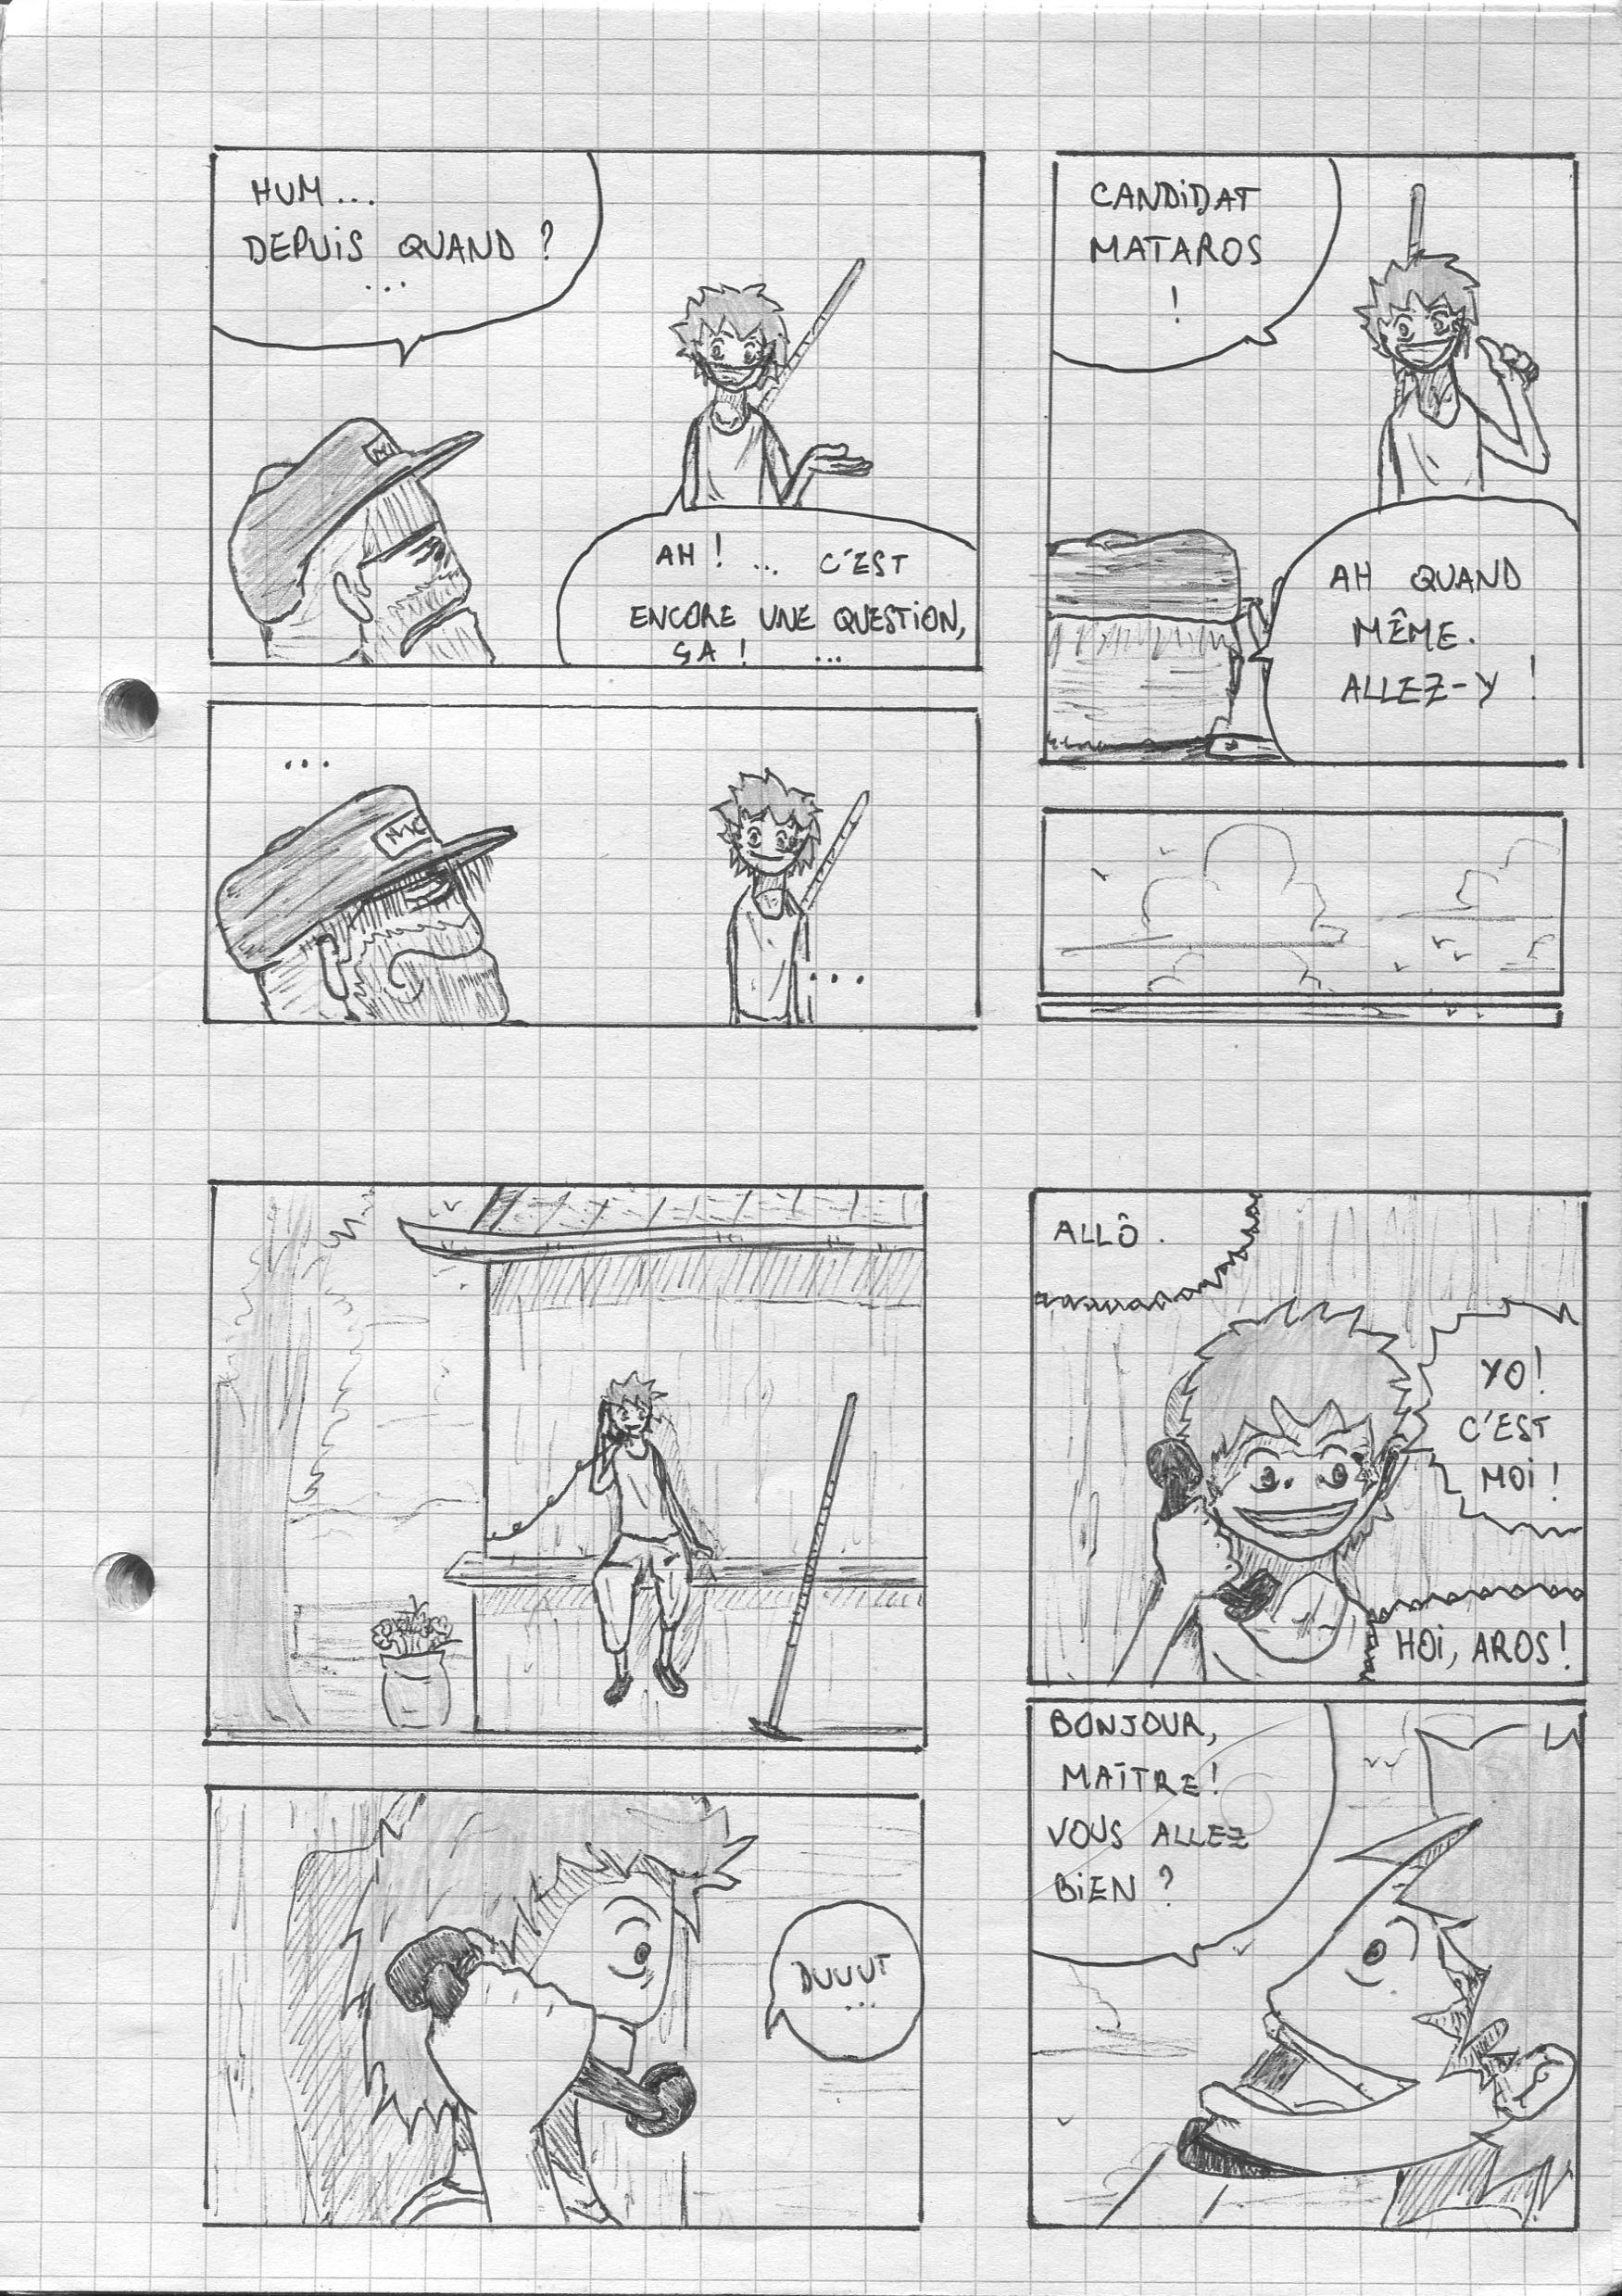 HUM...
DEPUIS QUAND ?
...
AH ! ... C'EST
ENCORE UNE QUESTION,
ÇA ! ...
...
...
CANDIDAT
MATAROS
!
AH QUAND
MÊME.
ALLEZ-Y !
DUUUT
...
ALLÔ.
YO !
C'EST
MOI !
HOI, AROS !
BONJOUR,
MAÎTRE !
VOUS ALLEZ
BIEN ?